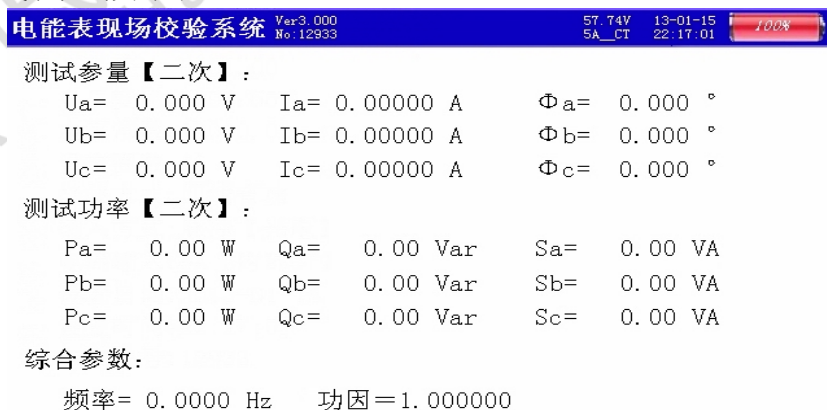 电能表现场校验系统 Ver3.000 No:12933 57.74V 5A__CT 13-01-15 22:17:01 100%
测试参量【二次】:
Ua= 0.000 V Ia= 0.00000 A Φa= 0.000 °
Ub= 0.000 V Ib= 0.00000 A Φb= 0.000 °
Uc= 0.000 V Ic= 0.00000 A Φc= 0.000 °
测试功率【二次】:
Pa= 0.00 W Qa= 0.00 Var Sa= 0.00 VA
Pb= 0.00 W Qb= 0.00 Var Sb= 0.00 VA
Pc= 0.00 W Qc= 0.00 Var Sc= 0.00 VA
综合参数:
频率= 0.0000 Hz 功因=1.000000